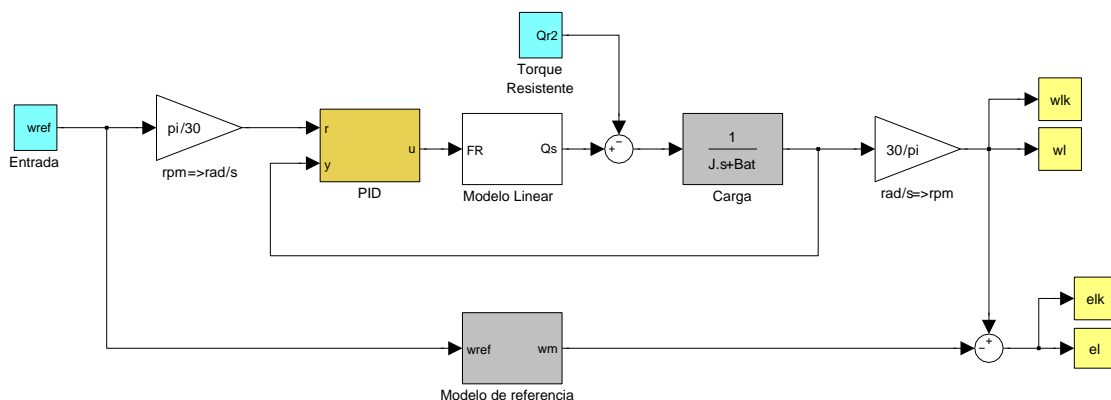 Qr2
Torque
Resistente
wref
Entrada
pi/30
rpm=>rad/s
r
y
u
PID
FR
Qs
Modelo Linear
+
−
1
J.s+Bat
Carga
30/pi
rad/s=>rpm
wlk
wl
wref
wm
Modelo de referencia
−
+
elk
el